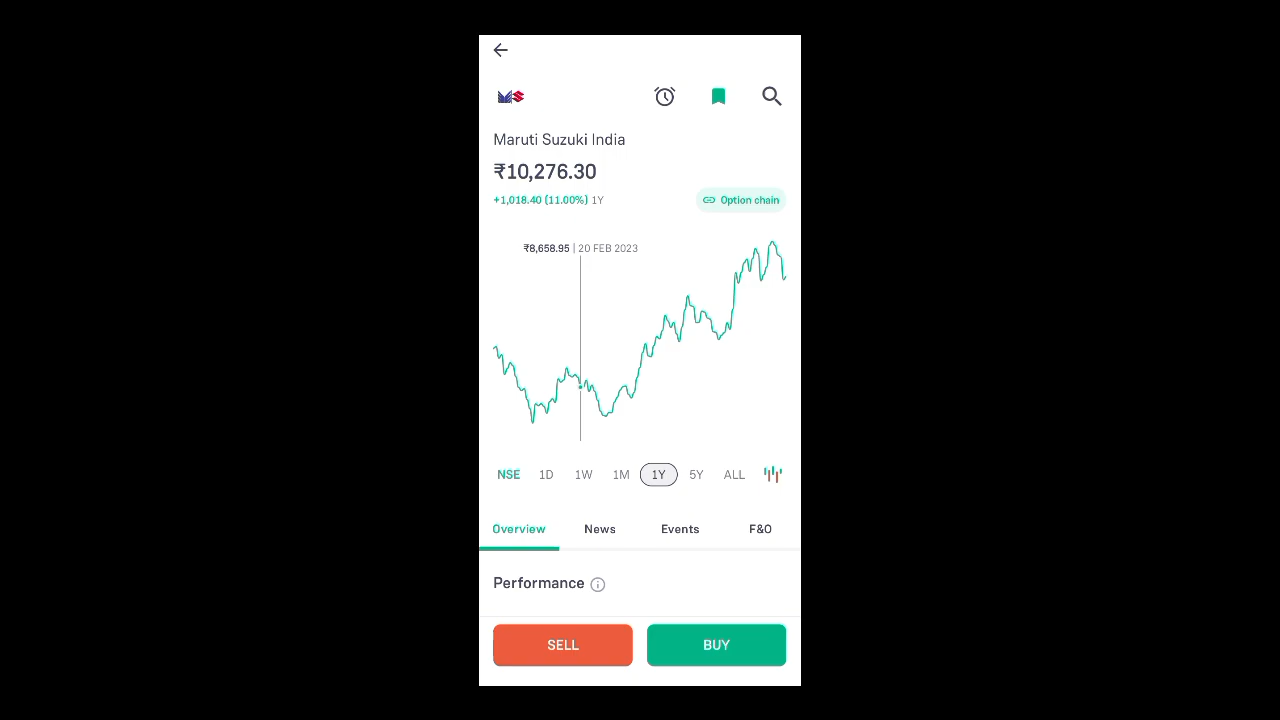 Maruti Suzuki India
₹10,276.30
+1,018.40 (11.00%) 1Y
Option chain
₹8,658.95 | 20 FEB 2023
NSE 1D 1W 1M 1Y 5Y ALL
Overview News Events F&O
Performance
SELL BUY